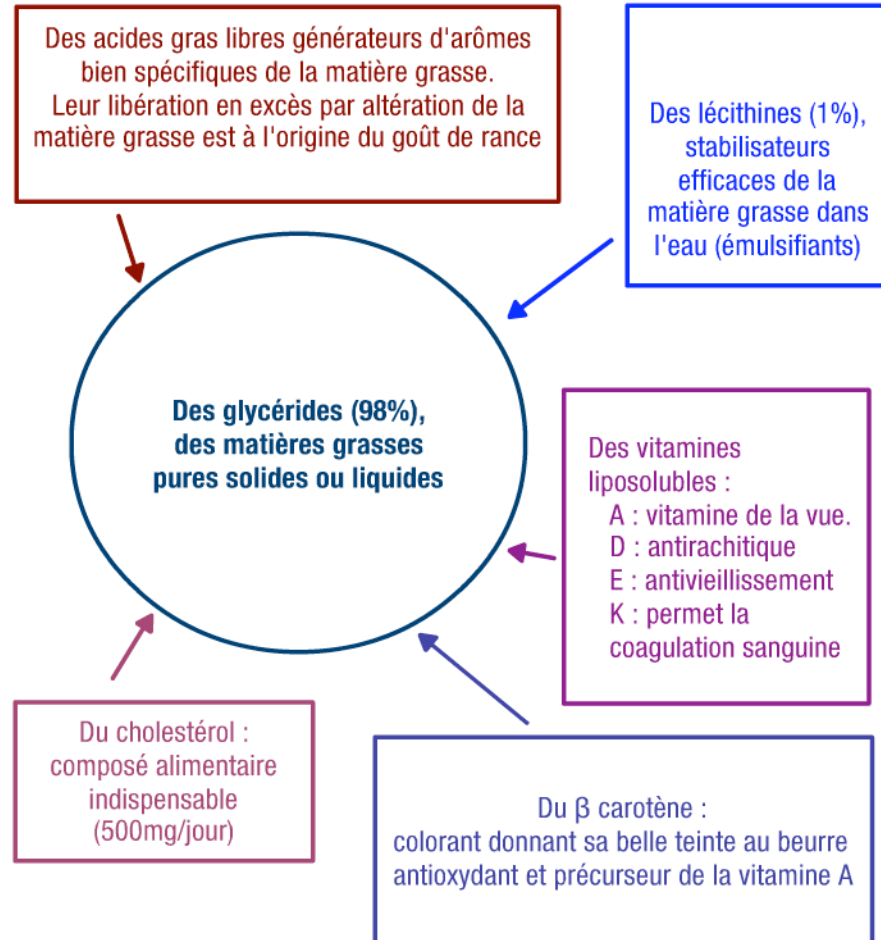 Des acides gras libres générateurs d'arômes
bien spécifiques de la matière grasse.
Leur libération en excès par altération de la
matière grasse est à l'origine du goût de rance
Des lécithines (1%),
stabilisateurs
efficaces de la
matière grasse dans
l'eau (émulsifiants)
Des glycérides (98%),
des matières grasses
pures solides ou liquides
Des vitamines
liposolubles :
A : vitamine de la vue.
D : antirachitique
E : antivieillissement
K : permet la
coagulation sanguine
Du cholestérol :
composé alimentaire
indispensable
(500mg/jour)
Du β carotène :
colorant donnant sa belle teinte au beurre
antioxydant et précurseur de la vitamine A